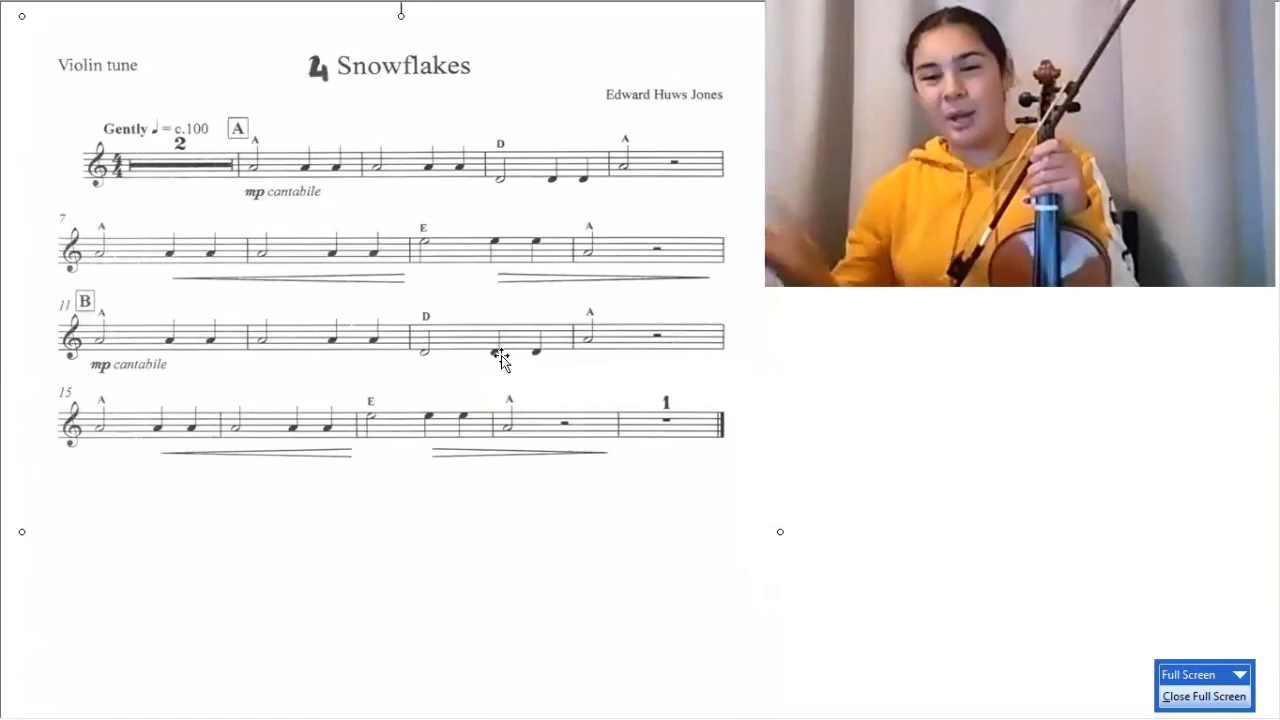 Violin tune
4 Snowflakes
Edward Huws Jones
Gently ♩ = c.100
A
2
A
D
A
mp cantabile
7
A
E
A
11
B
A
D
A
mp cantabile
15
A
E
A
1
Full Screen
Close Full Screen